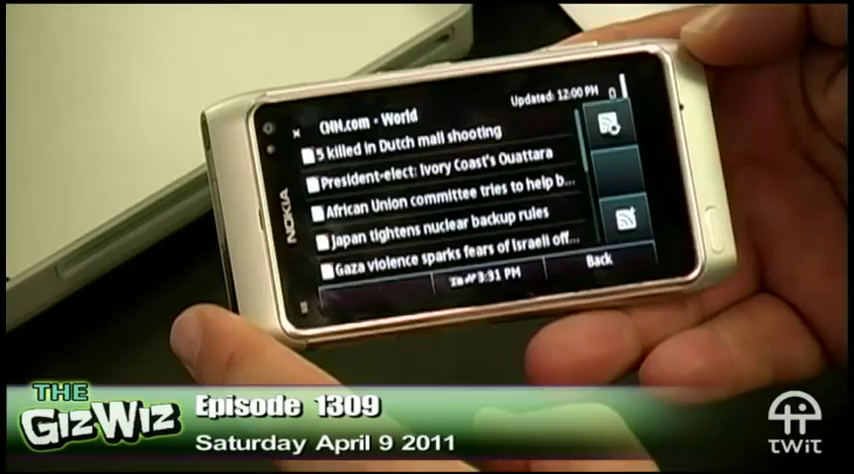 Updated: 12:00 PM
CNN.com - World
5 killed in Dutch mall shooting
President-elect: Ivory Coast's Ouattara
African Union committee tries to help b...
Japan tightens nuclear backup rules
Gaza violence sparks fears of Israeli off...
3:31 PM
Back
NOKIA
THE
GIZWIZ
Episode 1309
Saturday April 9 2011
TWiT